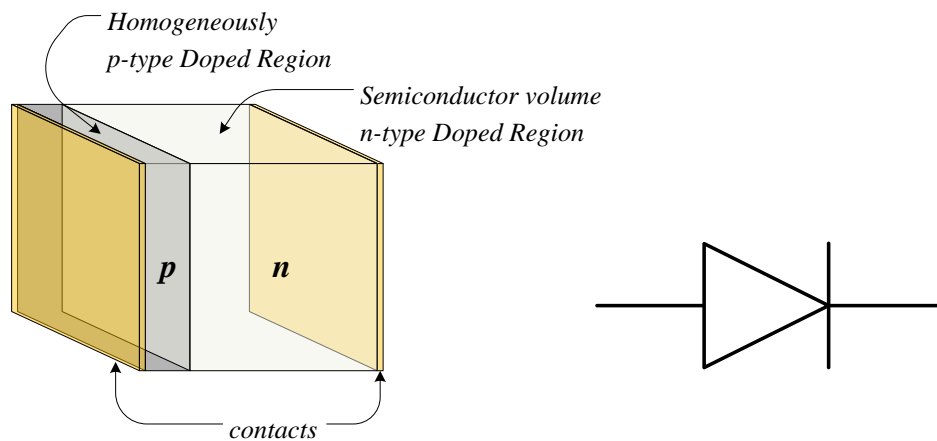 Homogeneously
p-type Doped Region
Semiconductor volume
n-type Doped Region
p
n
contacts